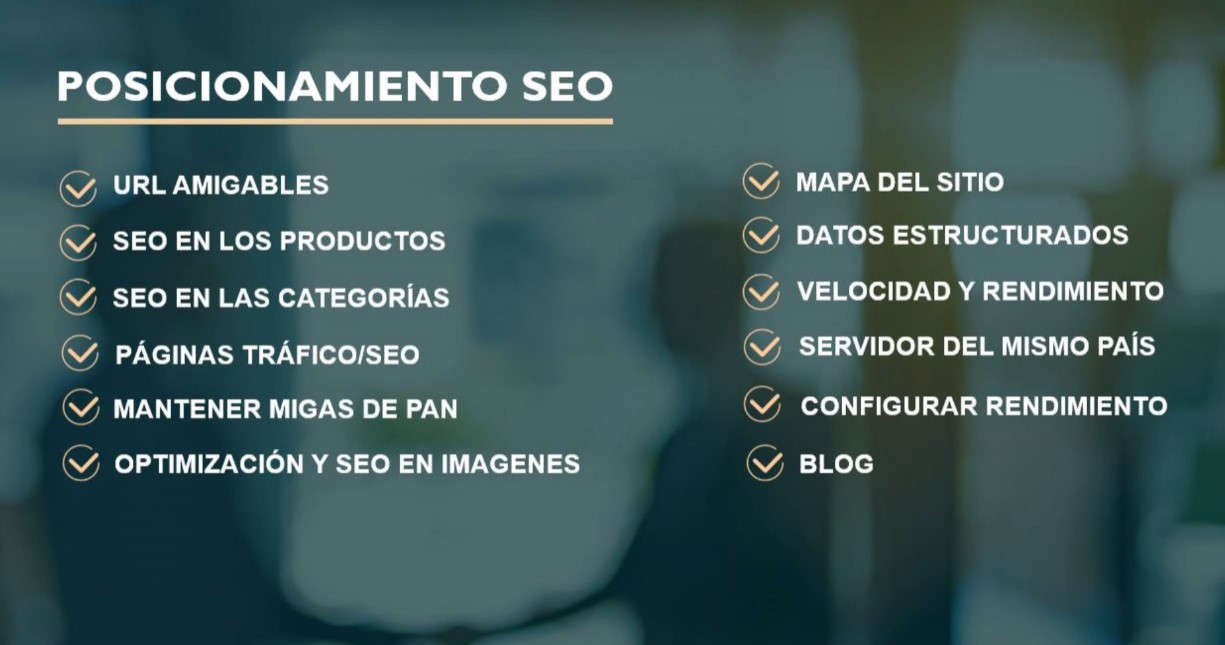 POSICIONAMIENTO SEO
URL AMIGABLES
SEO EN LOS PRODUCTOS
SEO EN LAS CATEGORÍAS
PÁGINAS TRÁFICO/SEO
MANTENER MIGAS DE PAN
OPTIMIZACIÓN Y SEO EN IMAGENES
MAPA DEL SITIO
DATOS ESTRUCTURADOS
VELOCIDAD Y RENDIMIENTO
SERVIDOR DEL MISMO PAÍS
CONFIGURAR RENDIMIENTO
BLOG